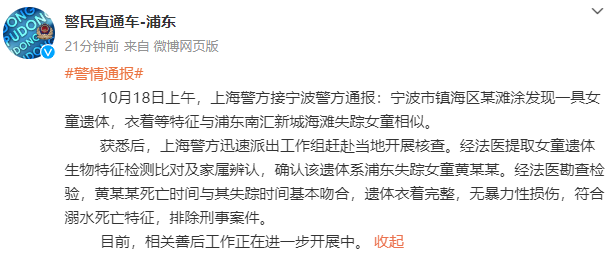 警民直通车-浦东
21分钟前 来自 微博网页版
#警情通报#
10月18日上午，上海警方接宁波警方通报：宁波市镇海区某滩涂发现一具女
童遗体，衣着等特征与浦东南汇新城海滩失踪女童相似。
获悉后，上海警方迅速派出工作组赶赴当地开展核查。经法医提取女童遗体
生物特征检测比对及家属辨认，确认该遗体系浦东失踪女童黄某某。经法医勘查检
验，黄某某死亡时间与其失踪时间基本吻合，遗体衣着完整，无暴力性损伤，符合
溺水死亡特征，排除刑事案件。
目前，相关善后工作正在进一步开展中。 收起